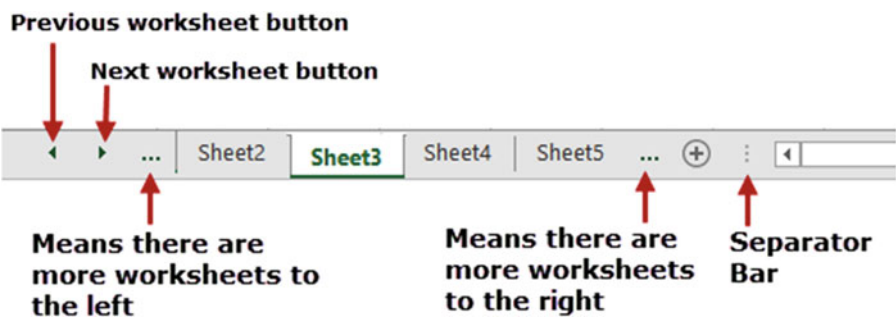 Previous worksheet button
Next worksheet button
... Sheet2 Sheet3 Sheet4 Sheet5 ...
Means there are
more worksheets to
the left
Means there are
more worksheets
to the right
Separator
Bar